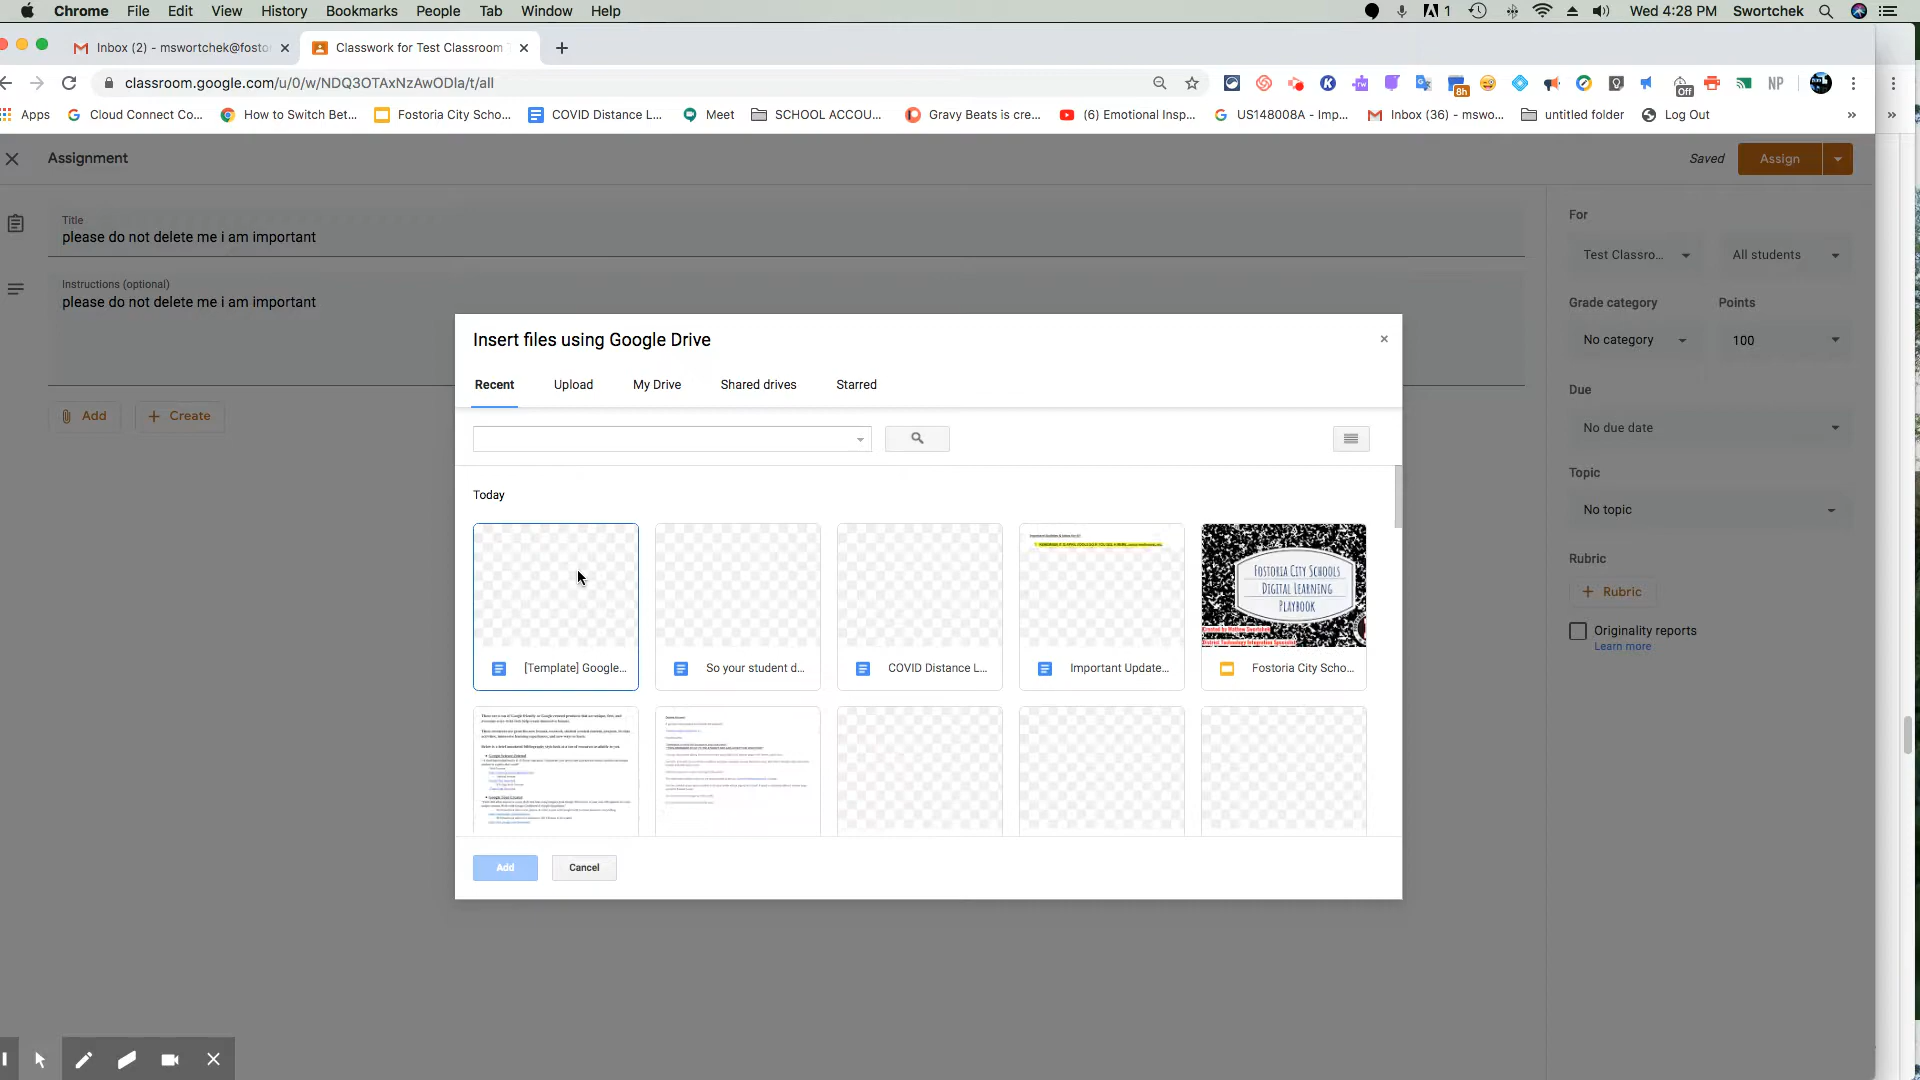 Chrome File Edit View History Bookmarks People Tab Window Help 1 Wed 4:28 PM Swortchek
Inbox (2) - mswortchek@fosto Classwork for Test Classroom
classroom.google.com/u/0/w/NDQ3OTAxNzAwODla/t/all 8h Off NP
Apps Cloud Connect Co... How to Switch Bet... Fostoria City Scho... COVID Distance L... Meet SCHOOL ACCOU... Gravy Beats is cre... (6) Emotional Insp... US148008A - Imp... Inbox (36) - mswo... untitled folder Log Out
Assignment Saved Assign
Title
please do not delete me i am important
Instructions (optional)
please do not delete me i am important
Add Create
For
Test Classro... All students
Grade category Points
No category 100
Due
No due date
Topic
No topic
Rubric
Rubric
Originality reports
Learn more
Insert files using Google Drive
Recent Upload My Drive Shared drives Starred
Today
FOSTORIA CITY SCHOOLS
DIGITAL LEARNING
PLAYBOOK
[Template] Google... So your student d... COVID Distance L... Important Update... Fostoria City Scho...
Add Cancel